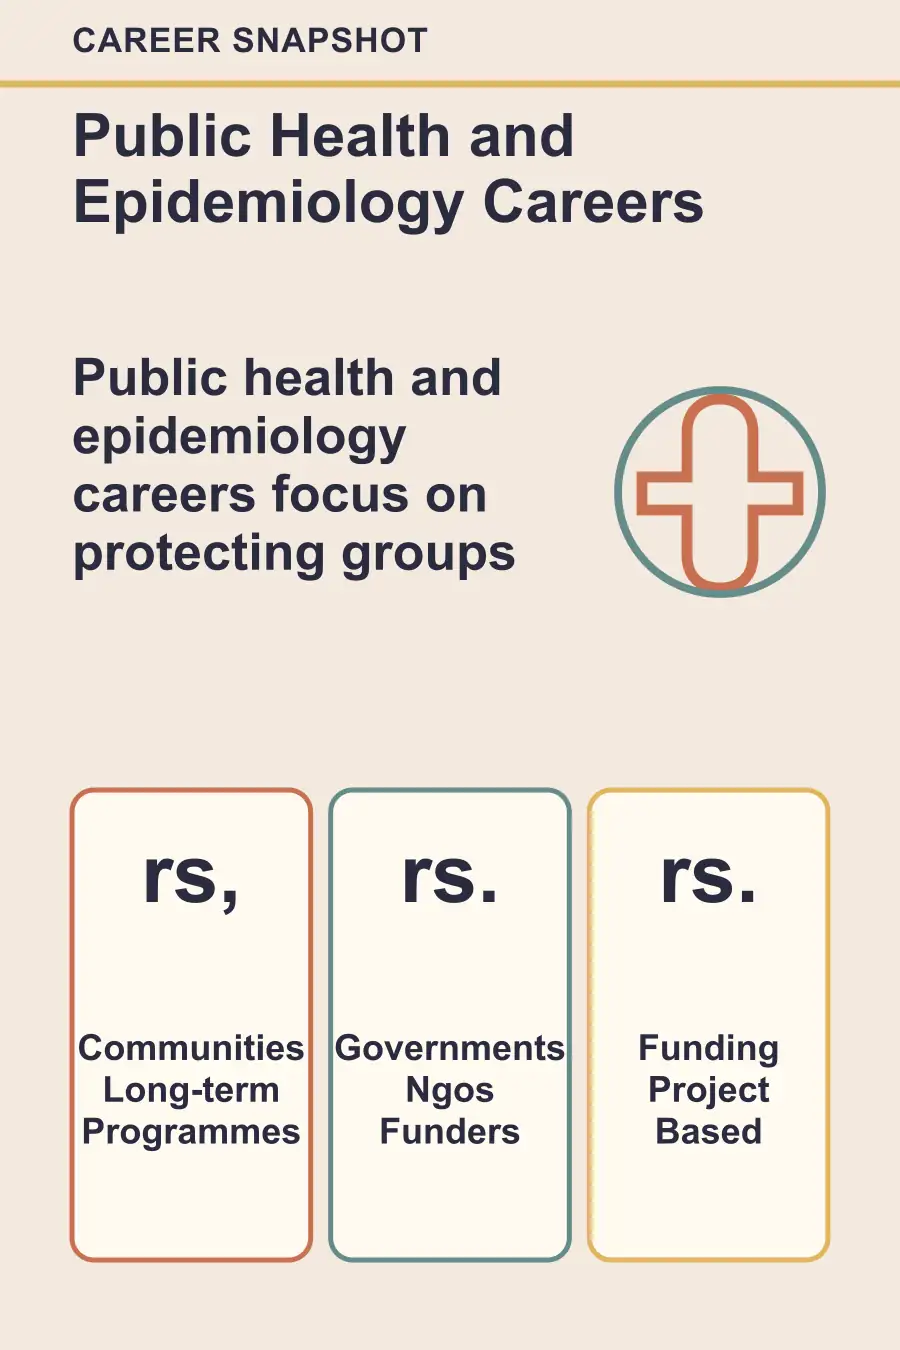 CAREER SNAPSHOT
Public Health and
Epidemiology Careers
Public health and
epidemiology
careers focus on
protecting groups
rs,
Communities
Long-term
Programmes
rs.
Governments
Ngos
Funders
rs.
Funding
Project
Based